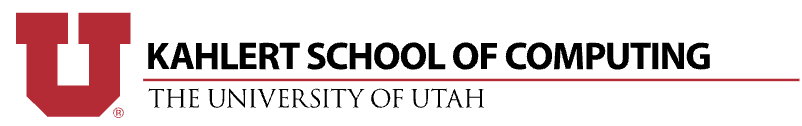 U®
KAHLERT SCHOOL OF COMPUTING
THE UNIVERSITY OF UTAH